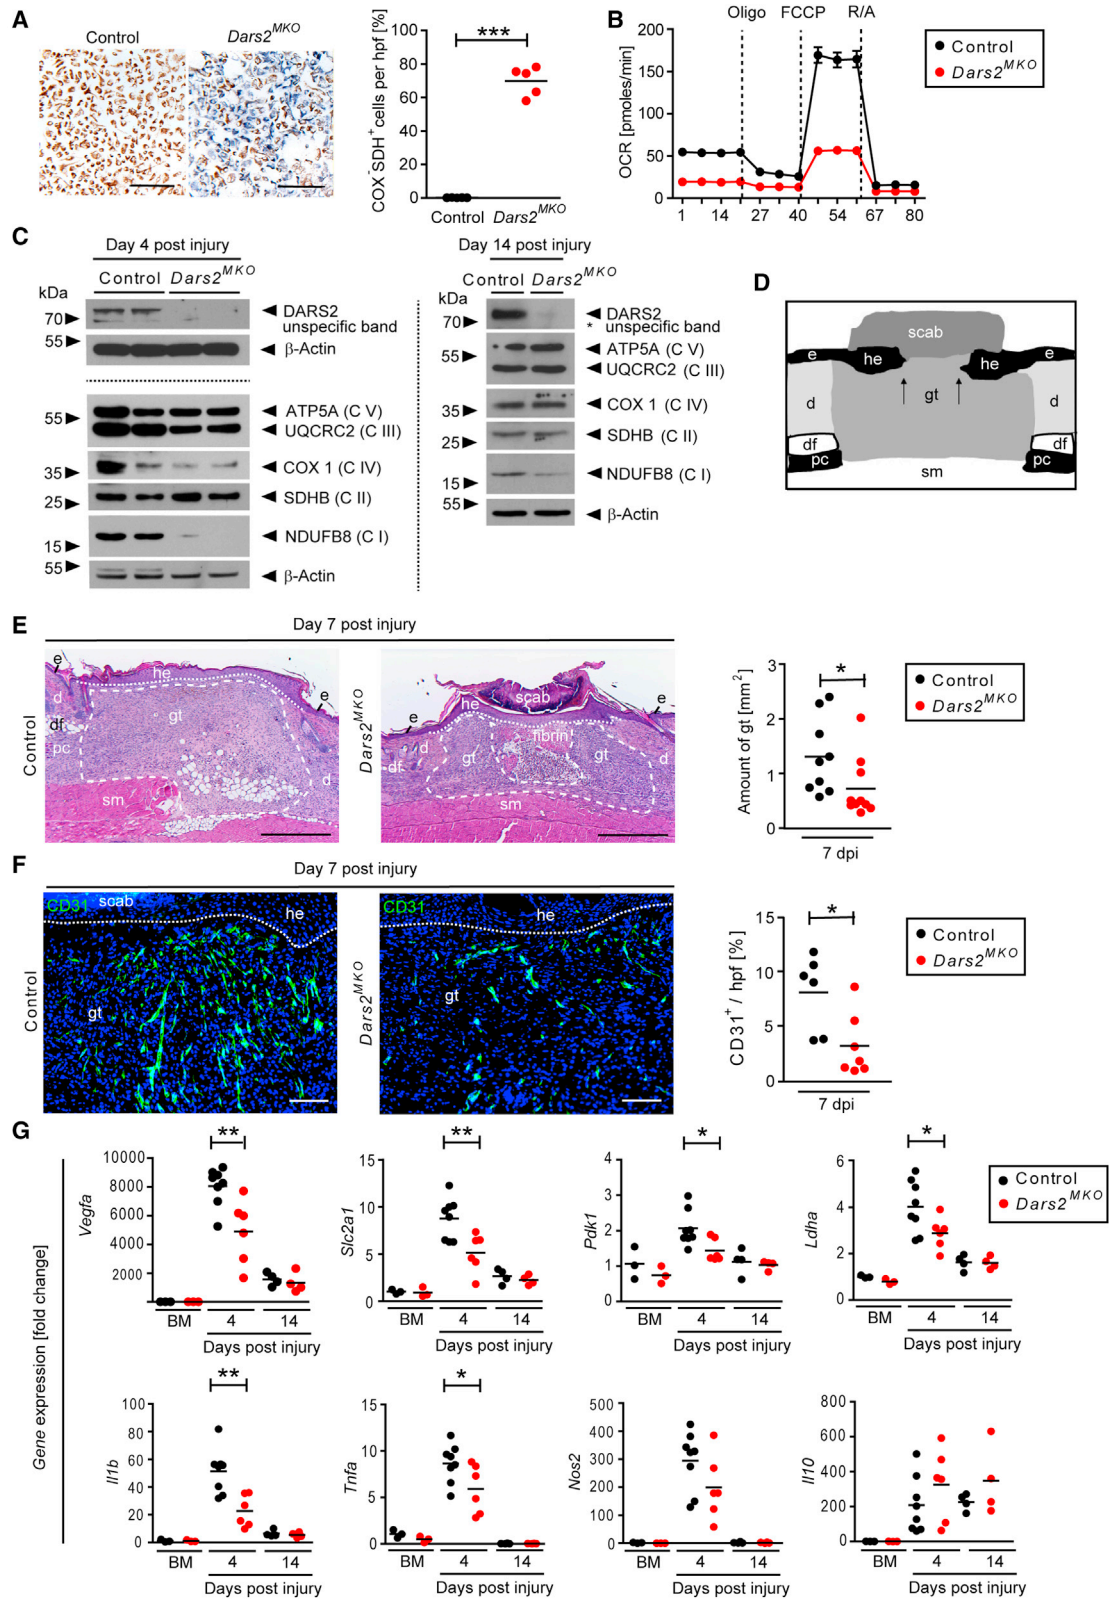 A
Control
Dars2MKO
COX-SDH+cells per hpf [%]
***
100
80
60
40
20
0
Control Dars2MKO
B
Oligo FCCP R/A
OCR [pmoles/min]
200
150
100
50
0
1 14 27 40 54 67 80
Control
Dars2MKO
C
Day 4 post injury
Control Dars2MKO
kDa
70
55
DARS2
unspecific band
β-Actin
55
35
25
15
55
ATP5A (C V)
UQCRC2 (C III)
COX 1 (C IV)
SDHB (C II)
NDUFB8 (C I)
β-Actin
Day 14 post injury
Control Dars2MKO
kDa
70
55
35
25
15
55
DARS2
* unspecific band
ATP5A (C V)
UQCRC2 (C III)
COX 1 (C IV)
SDHB (C II)
NDUFB8 (C I)
β-Actin
D
scab
e he he e
d gt d
df df
pc pc
sm
E
Day 7 post injury
Control
e he e
d gt
df
pc d
sm
Dars2MKO
scab
e he e
fibrin
d gt gt d
df
sm
Amount of gt [mm2]
*
3
2
1
0
7 dpi
Control
Dars2MKO
F
Day 7 post injury
Control
CD31 scab
he
gt
Dars2MKO
CD31
he
gt
CD31+ / hpf [%]
*
15
10
5
0
7 dpi
Control
Dars2MKO
G
Gene expression [fold change]
Vegfa
**
10000
8000
6000
4000
2000
BM 4 14
Days post injury
Slc2a1
**
15
10
5
0
BM 4 14
Days post injury
Pdk1
*
4
3
2
1
0
BM 4 14
Days post injury
Ldha
*
6
4
2
0
BM 4 14
Days post injury
Control
Dars2MKO
Il1b
**
100
80
60
40
20
0
BM 4 14
Days post injury
Tnfa
*
15
10
5
0
BM 4 14
Days post injury
Nos2
500
400
300
200
100
0
BM 4 14
Days post injury
Il10
800
600
400
200
0
BM 4 14
Days post injury